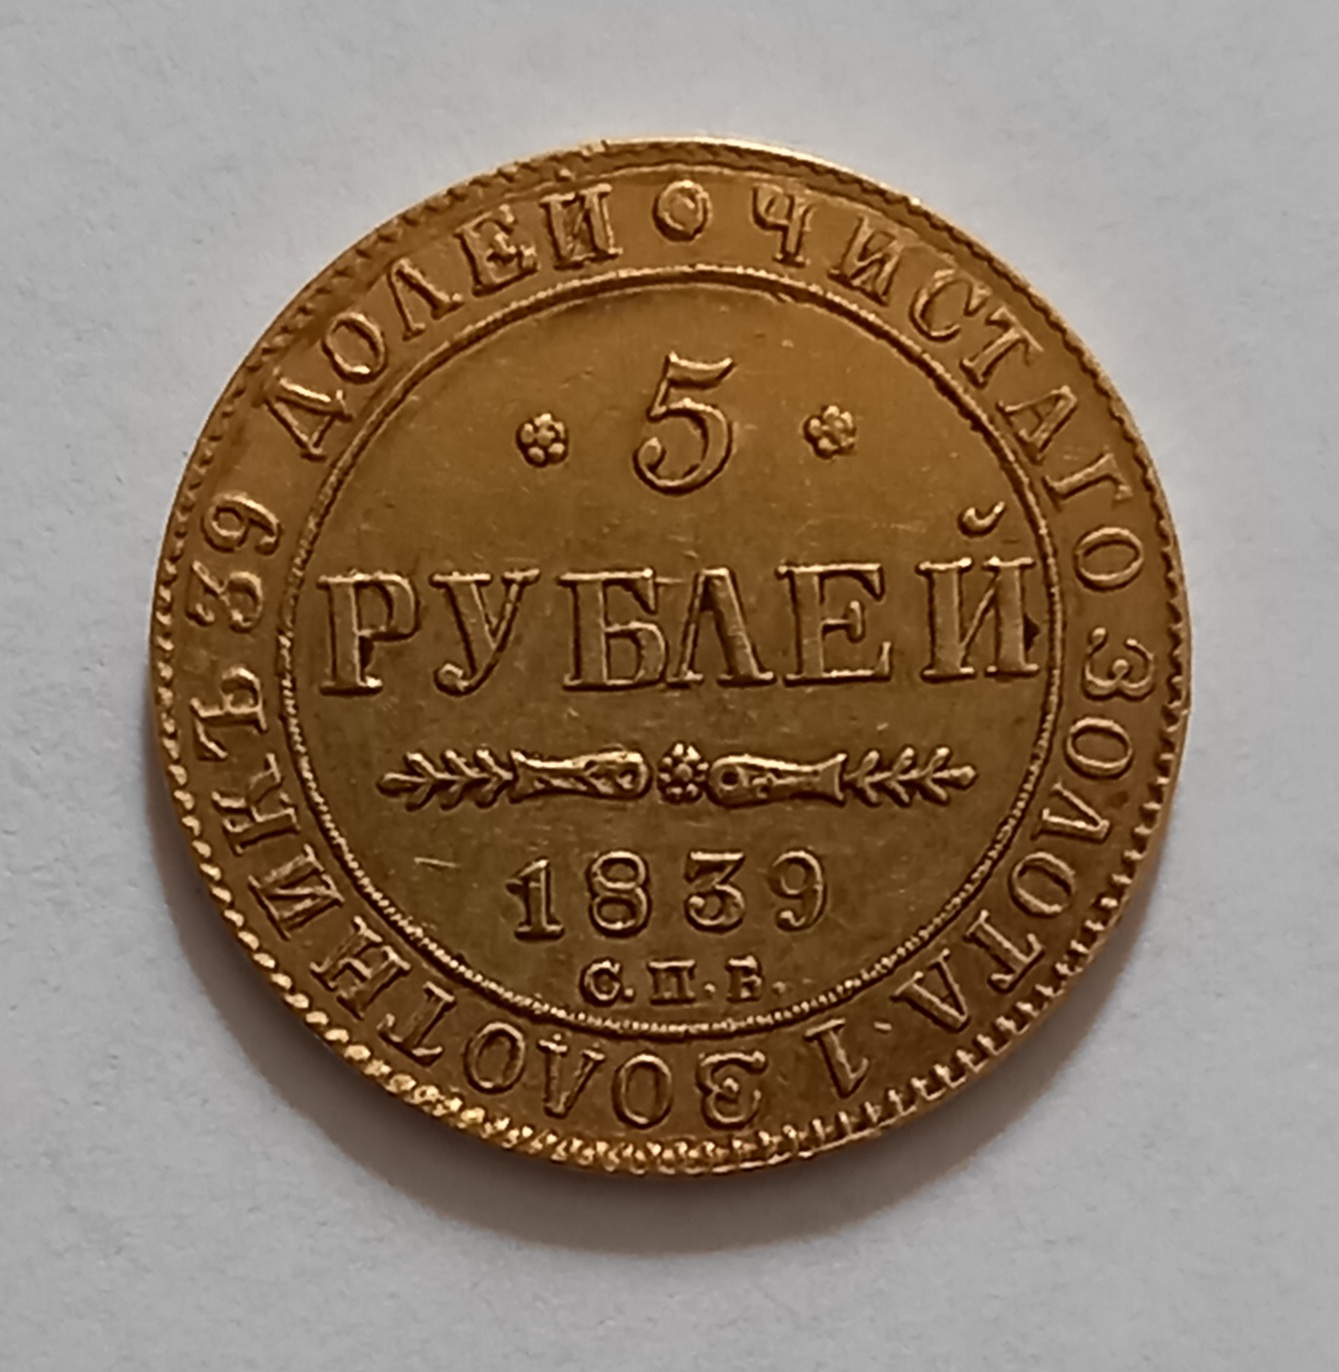 ЧИСТАГО ЗОЛОТА 1 ЗОЛОТНИКЪ 39 ДОЛЕЙ
5
РУБЛЕЙ
1839
С.П.Б.